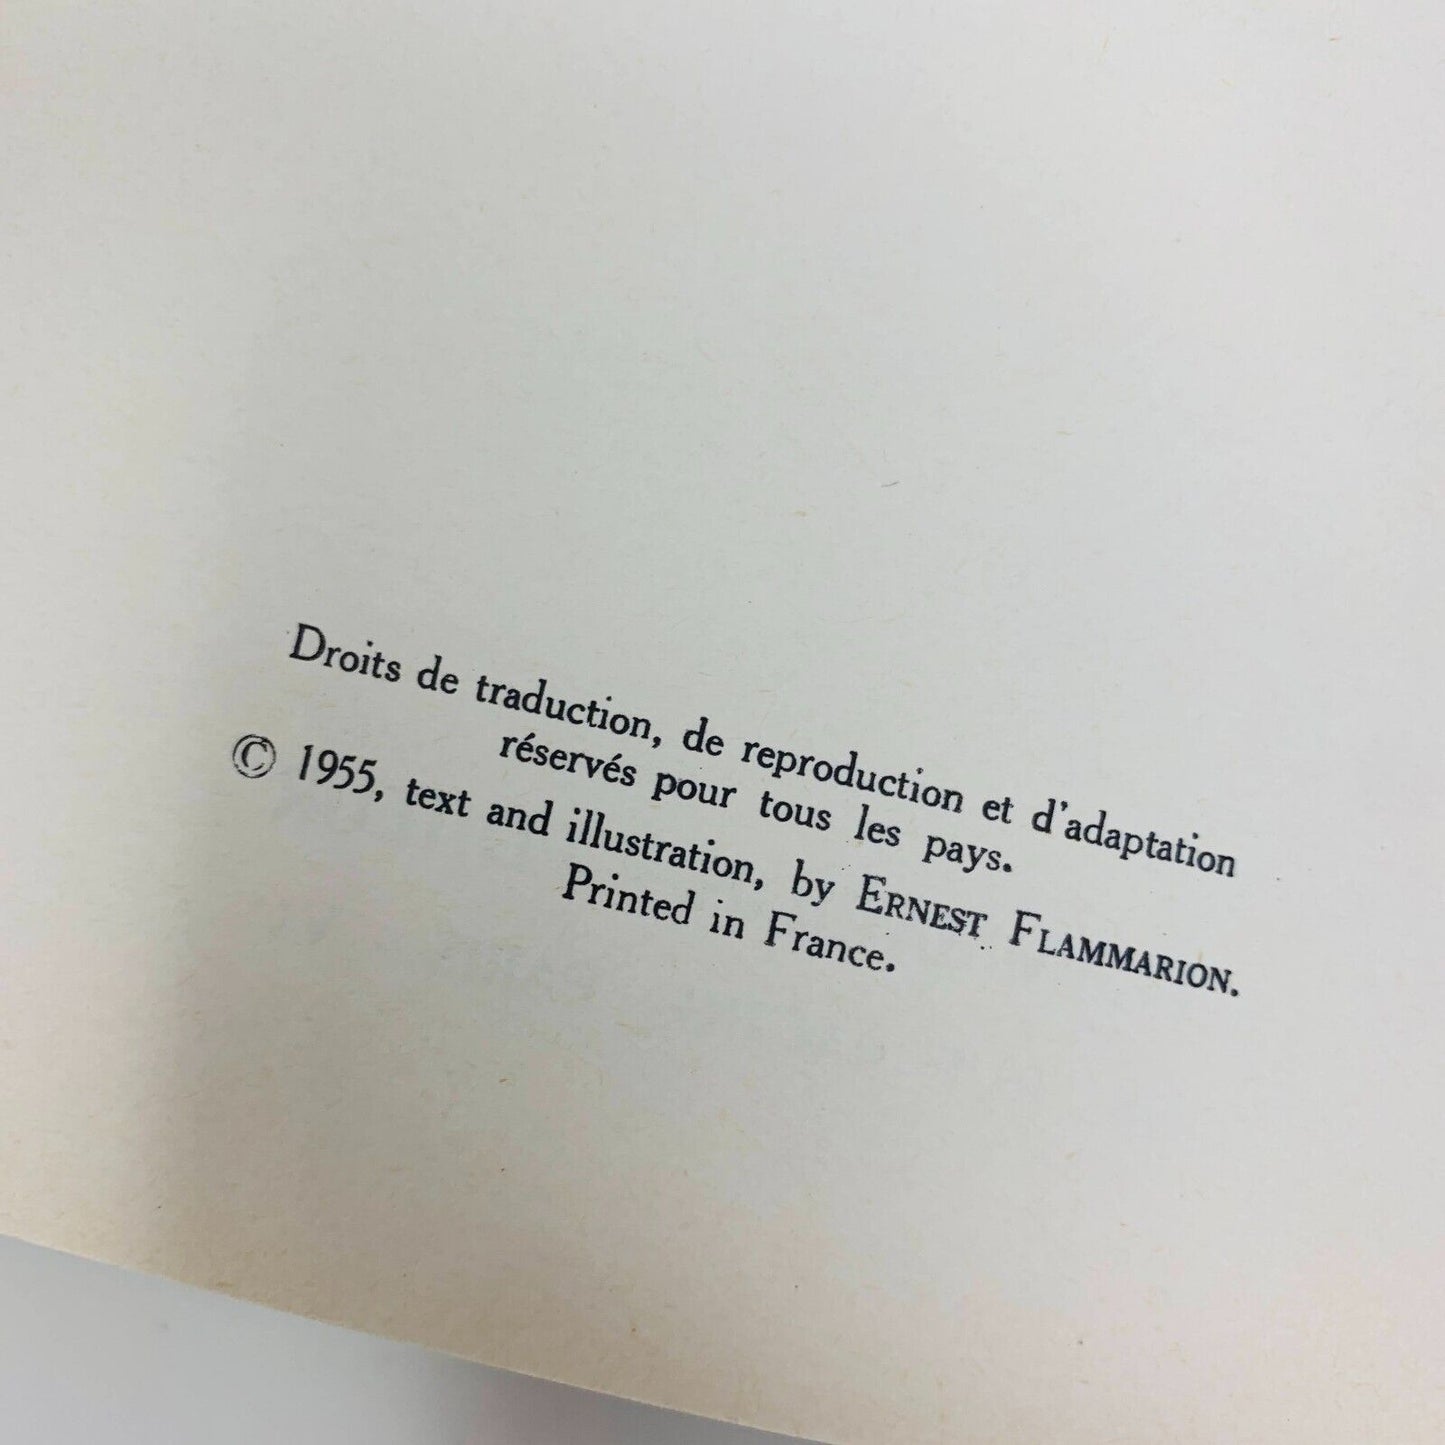 Droits de traduction, de reproduction et d'adaptation
réservés pour tous les pays.
© 1955, text and illustration, by ERNEST FLAMMARION.
Printed in France.